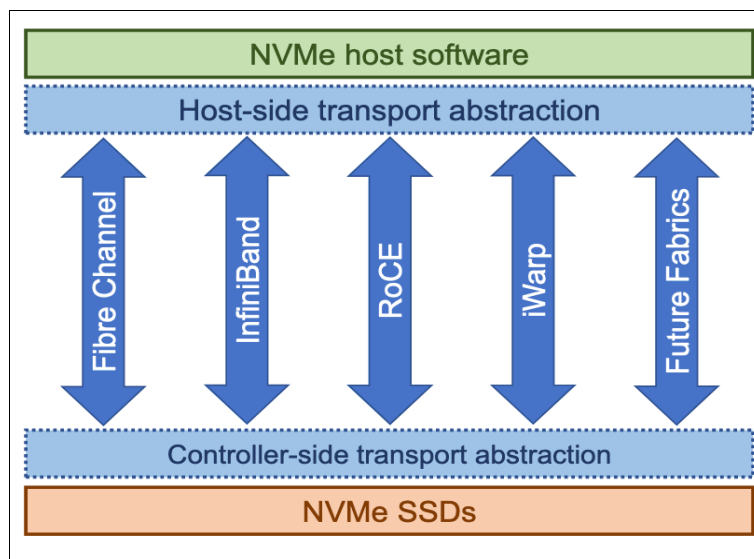 NVMe host software
Host-side transport abstraction
Fibre Channel
InfiniBand
RoCE
iWarp
Future Fabrics
Controller-side transport abstraction
NVMe SSDs